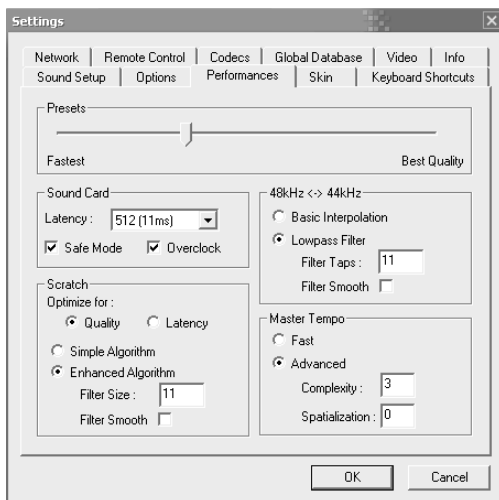 Settings
Network Remote Control Codecs Global Database Video Info
Sound Setup Options Performances Skin Keyboard Shortcuts
Presets
Fastest Best Quality
Sound Card
Latency : 512 (11ms)
Safe Mode Overclock
Scratch
Optimize for :
Quality Latency
Simple Algorithm
Enhanced Algorithm
Filter Size : 11
Filter Smooth
48kHz <-> 44kHz
Basic Interpolation
Lowpass Filter
Filter Taps : 11
Filter Smooth
Master Tempo
Fast
Advanced
Complexity : 3
Spatialization : 0
OK Cancel